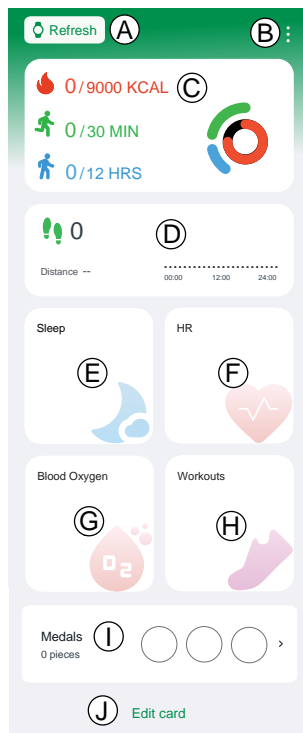 Refresh A B
0/9000 KCAL C
0/30 MIN
0/12 HRS
0 D
Distance --
00:00 12:00 24:00
Sleep HR
E F
Blood Oxygen Workouts
G H
O2
Medals I
0 pieces
J Edit card